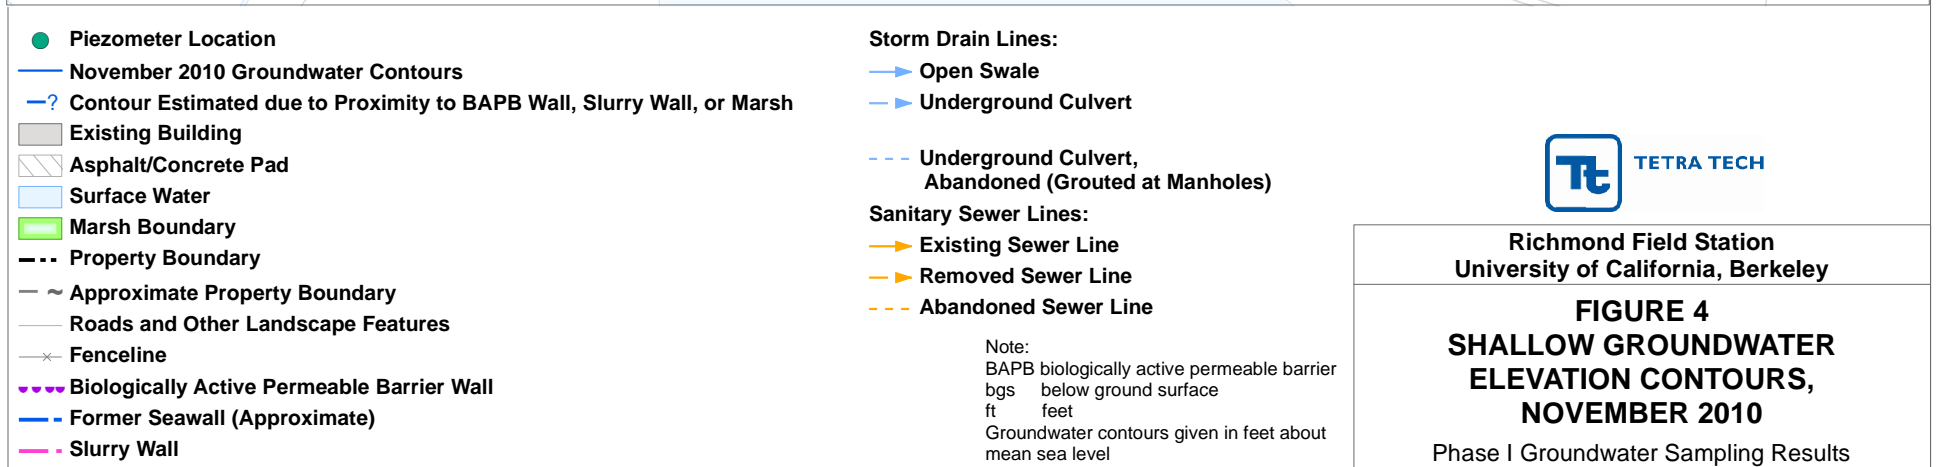 Piezometer Location
November 2010 Groundwater Contours
? Contour Estimated due to Proximity to BAPB Wall, Slurry Wall, or Marsh
Existing Building
Asphalt/Concrete Pad
Surface Water
Marsh Boundary
Property Boundary
Approximate Property Boundary
Roads and Other Landscape Features
Fenceline
Biologically Active Permeable Barrier Wall
Former Seawall (Approximate)
Slurry Wall
Storm Drain Lines:
Open Swale
Underground Culvert
Underground Culvert,
Abandoned (Grouted at Manholes)
Sanitary Sewer Lines:
Existing Sewer Line
Removed Sewer Line
Abandoned Sewer Line
Note:
BAPB biologically active permeable barrier
bgs below ground surface
ft feet
Groundwater contours given in feet about
mean sea level
Tt TETRA TECH
Richmond Field Station
University of California, Berkeley
FIGURE 4
SHALLOW GROUNDWATER
ELEVATION CONTOURS,
NOVEMBER 2010
Phase I Groundwater Sampling Results